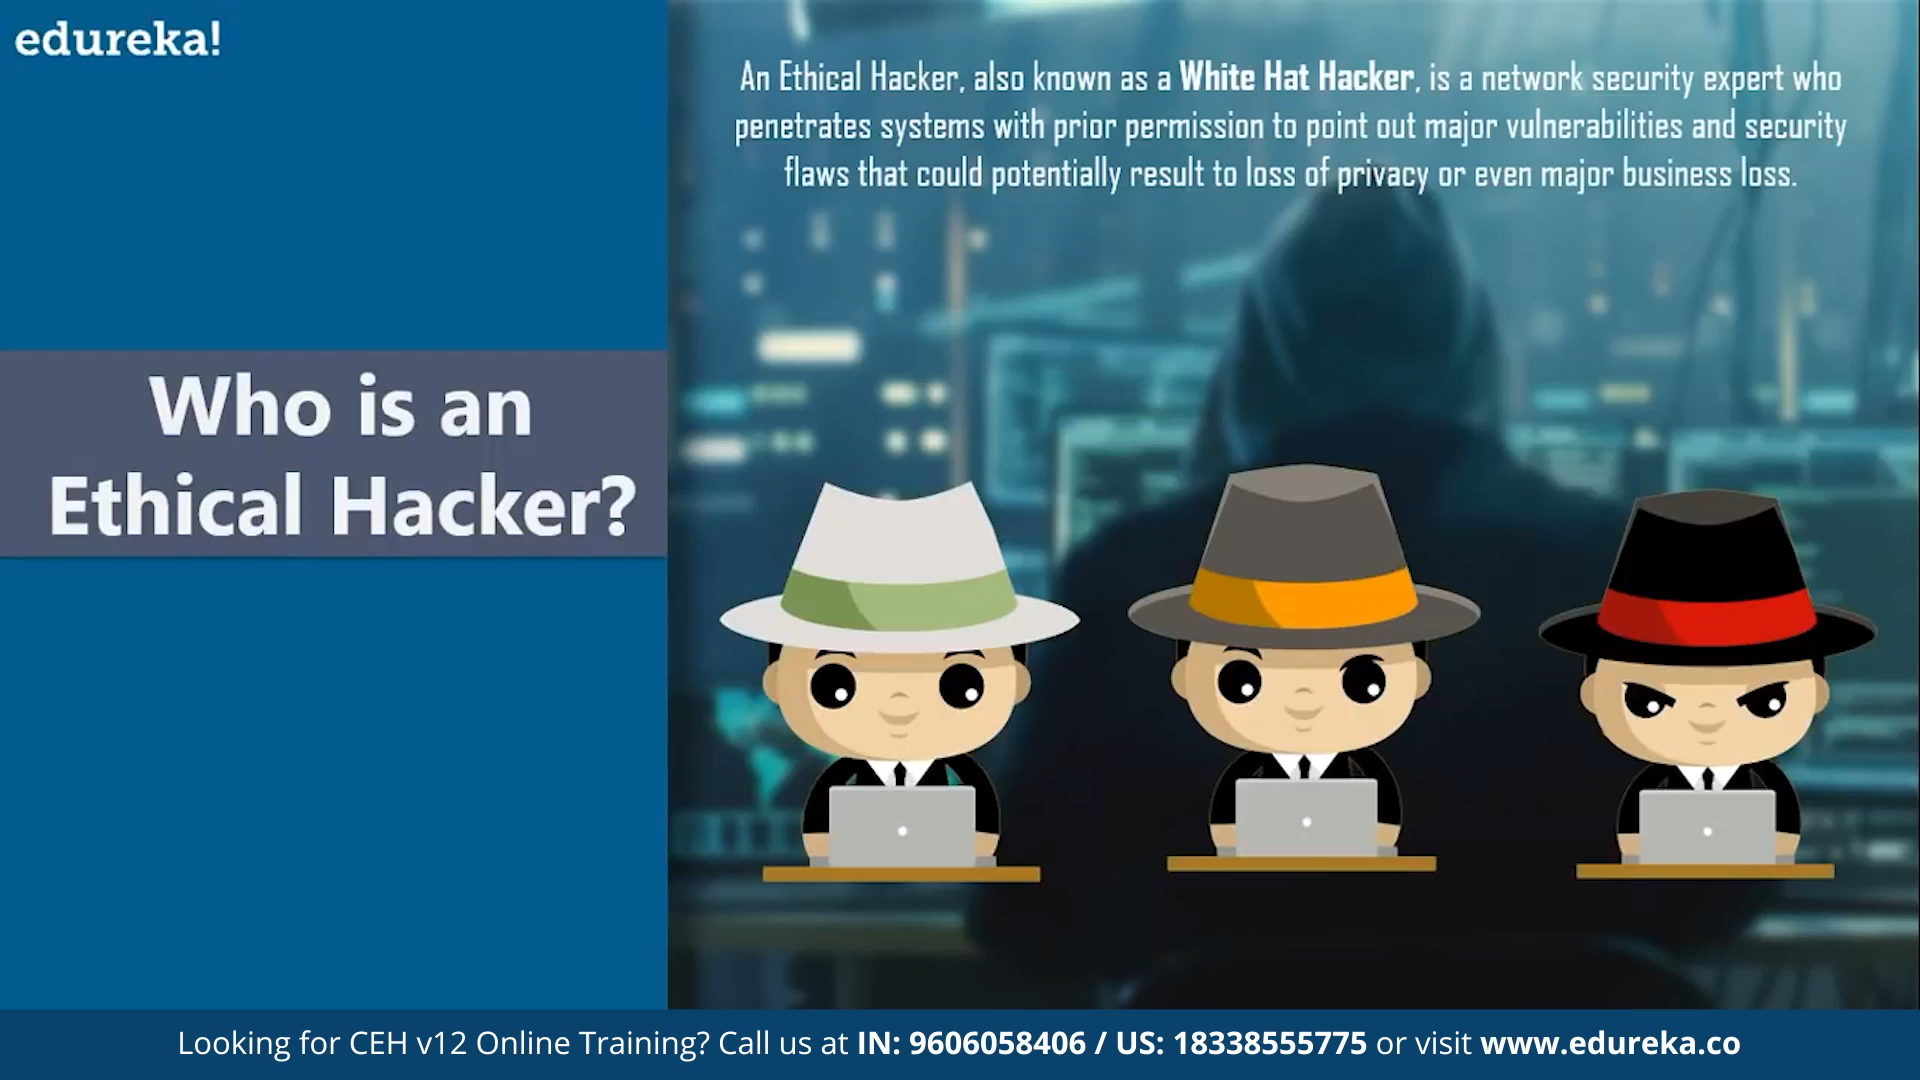 edureka!
An Ethical Hacker, also known as a White Hat Hacker, is a network security expert who
penetrates systems with prior permission to point out major vulnerabilities and security
flaws that could potentially result to loss of privacy or even major business loss.
Who is an
Ethical Hacker?
Looking for CEH v12 Online Training? Call us at IN: 9606058406 / US: 18338555775 or visit www.edureka.co